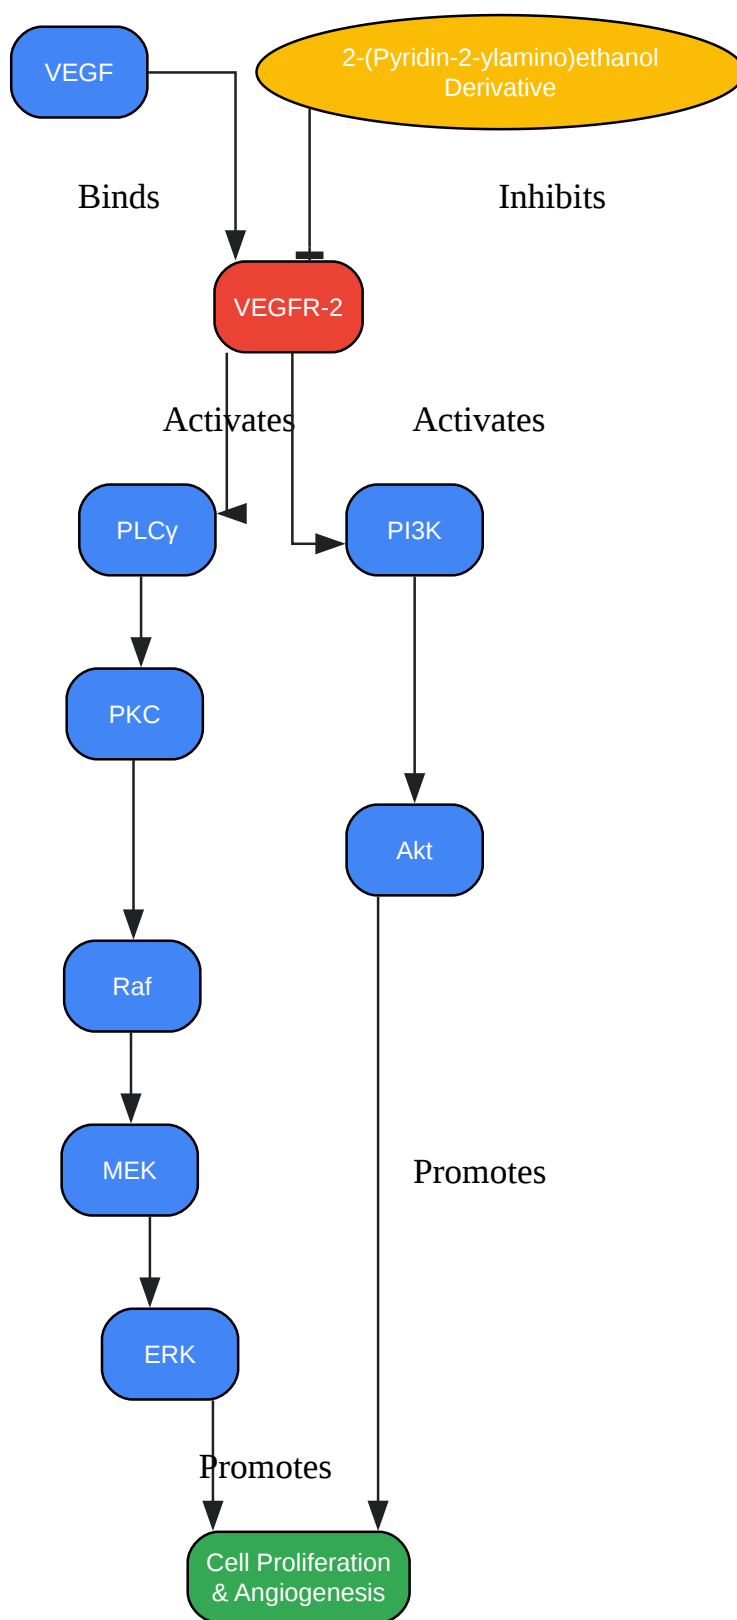 VEGF
2-(Pyridin-2-ylamino)ethanol
Derivative
Binds
Inhibits
VEGFR-2
Activates
Activates
PLCγ
PI3K
PKC
Akt
Raf
MEK
Promotes
ERK
Promotes
Cell Proliferation
& Angiogenesis